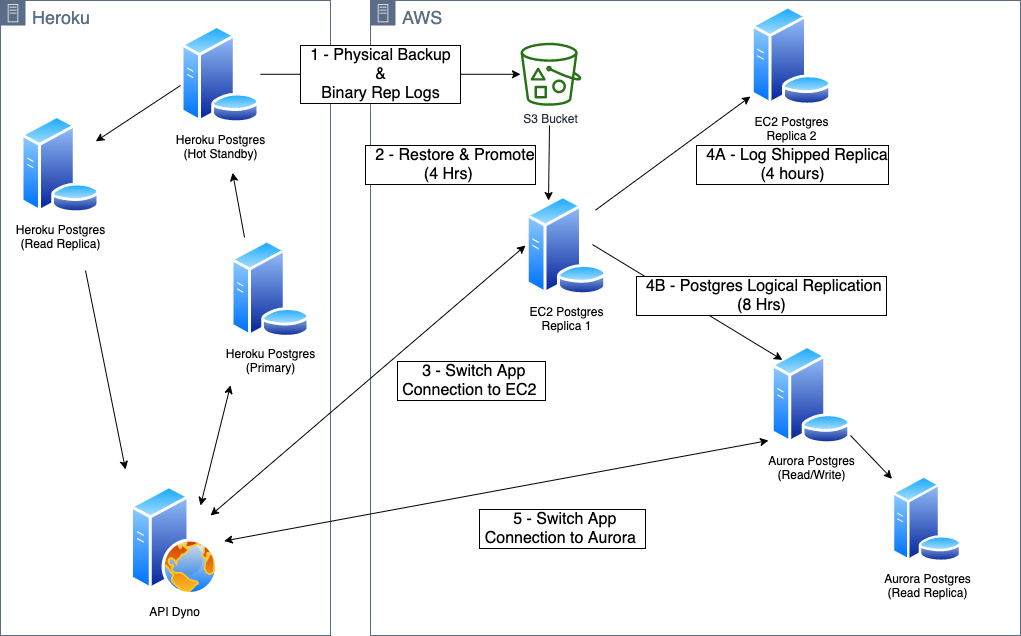 Heroku
AWS
1 - Physical Backup
&
Binary Rep Logs
S3 Bucket
Heroku Postgres
(Hot Standby)
EC2 Postgres
Replica 2
2 - Restore & Promote
(4 Hrs)
4A - Log Shipped Replica
(4 hours)
Heroku Postgres
(Read Replica)
EC2 Postgres
Replica 1
4B - Postgres Logical Replication
(8 Hrs)
Heroku Postgres
(Primary)
3 - Switch App
Connection to EC2
Aurora Postgres
(Read/Write)
5 - Switch App
Connection to Aurora
Aurora Postgres
(Read Replica)
API Dyno